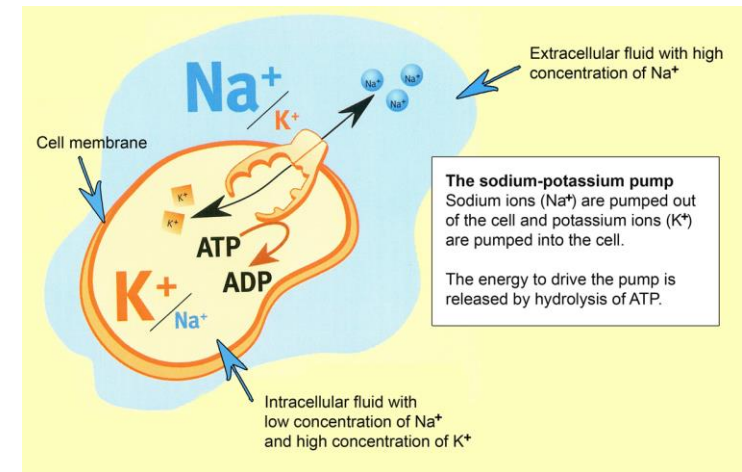 Extracellular fluid with high
concentration of Na+
Na+
K+
Na+
Na+
Na+
Cell membrane
The sodium-potassium pump
Sodium ions (Na+) are pumped out
of the cell and potassium ions (K+)
are pumped into the cell.
The energy to drive the pump is
released by hydrolysis of ATP.
K+
K+
ATP
ADP
K+
Na+
Intracellular fluid with
low concentration of Na+
and high concentration of K+